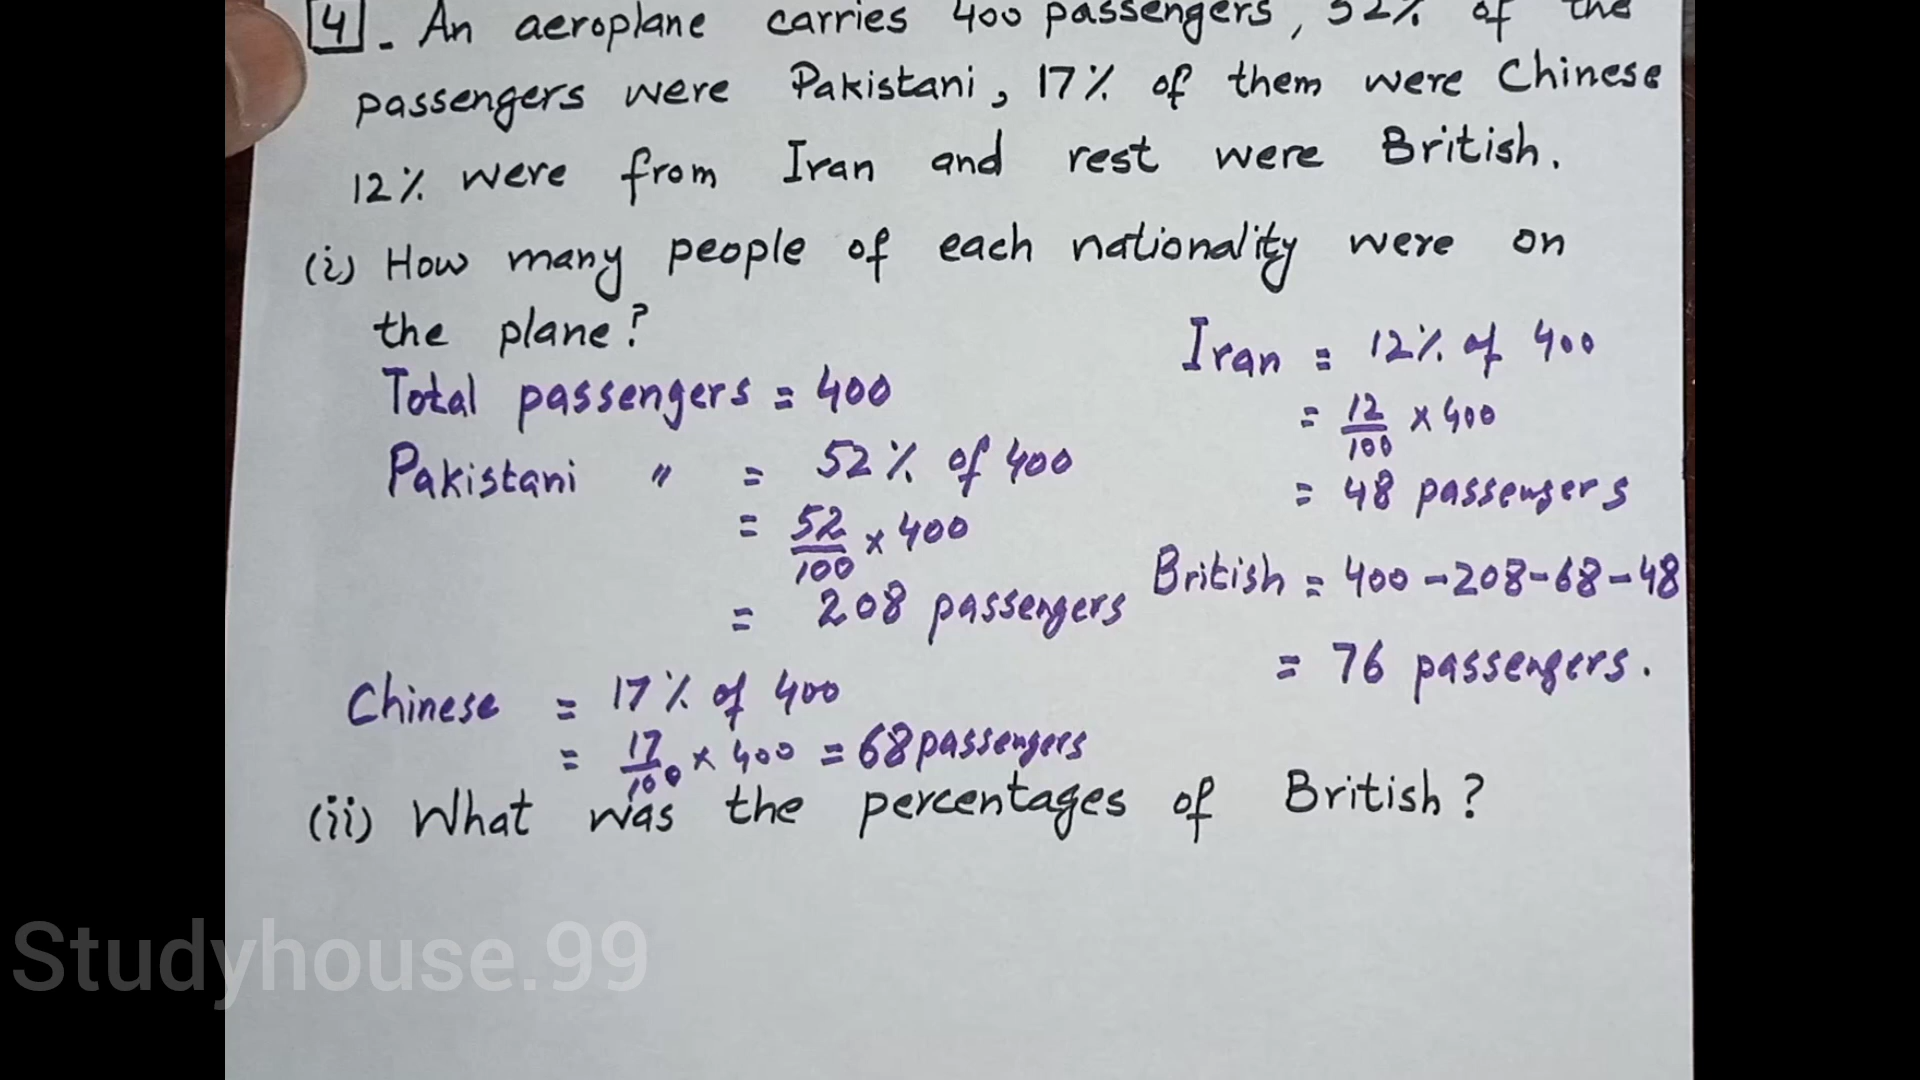 4. An aeroplane carries 400 passengers, 52% of the
passengers were Pakistani, 17% of them were Chinese
12% were from Iran and rest were British.
(i) How many people of each nationality were on
the plane?
Total passengers = 400
Pakistani " = 52% of 400
= 52/100 × 400
= 208 passengers
Chinese = 17% of 400
= 17/100 × 400 = 68 passengers
Iran = 12% of 400
= 12/100 × 400
= 48 passengers
British = 400 - 208 - 68 - 48
= 76 passengers.
(ii) What was the percentages of British?
Studyhouse.99